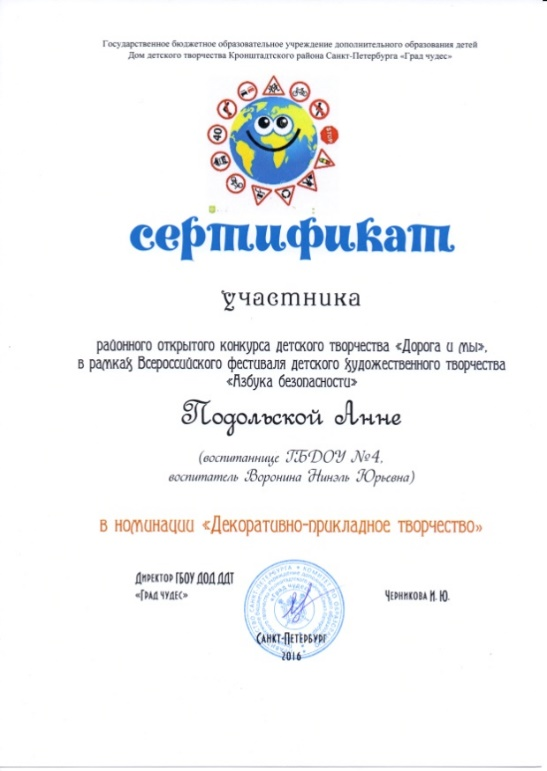 Государственное бюджетное образовательное учреждение дополнительного образования детей
Дом детского творчества Кронштадтского района Санкт-Петербурга «Град чудес»
STOP
40
сертификат
участника
районного открытого конкурса детского творчества «Дорога и мы»,
в рамках Всероссийского фестиваля детского художественного творчества
«Азбука безопасности»
Подольской Анне
(воспитаннице ГБДОУ №4,
воспитатель Воронина Нинэль Юрьевна)
в номинации «Декоративно-прикладное творчество»
Директор ГБОУ ДОД ДДТ
«Град чудес»
Черникова И. Ю.
«Град чудес»
Санкт-Петербург
2016